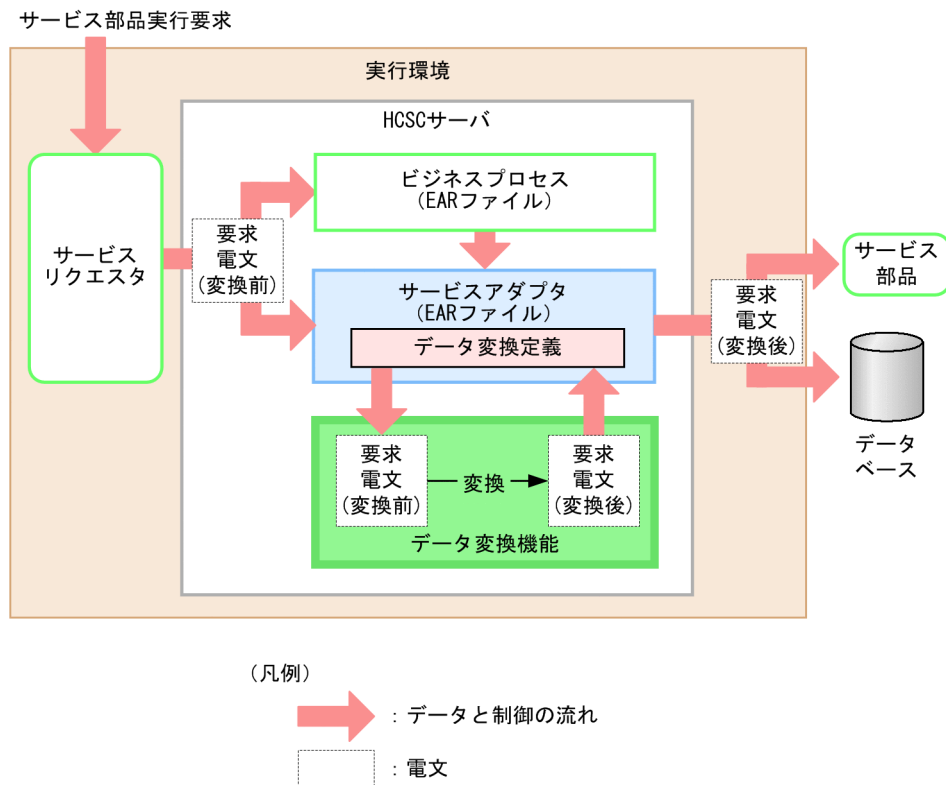 サービス部品実行要求
実行環境
HCSCサーバ
サービス
リクエスタ
要求
電文
(変換前)
ビジネスプロセス
(EARファイル)
サービスアダプタ
(EARファイル)
データ変換定義
要求
電文
(変換前)
変換
要求
電文
(変換後)
データ変換機能
要求
電文
(変換後)
サービス
部品
データ
ベース
(凡例)
：データと制御の流れ
：電文